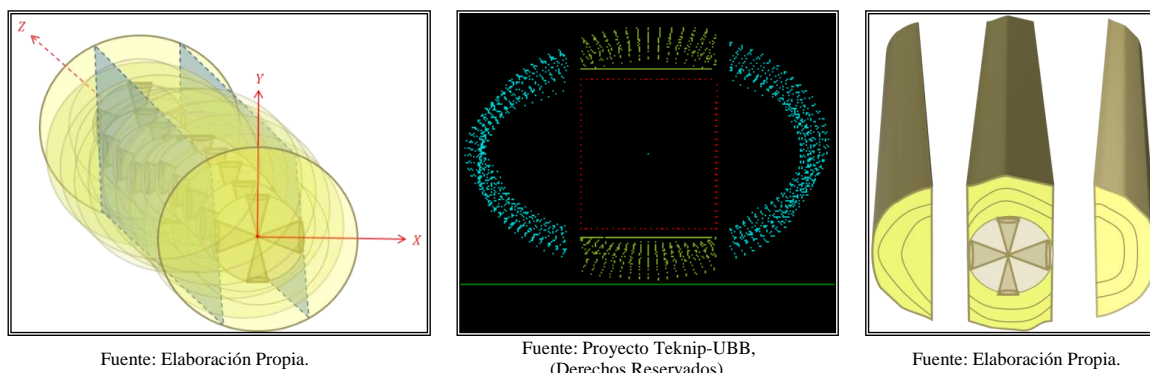 Z
Y
X
Fuente: Elaboración Propia.
Fuente: Proyecto Teknip-UBB,
(Derechos Reservados)
Fuente: Elaboración Propia.